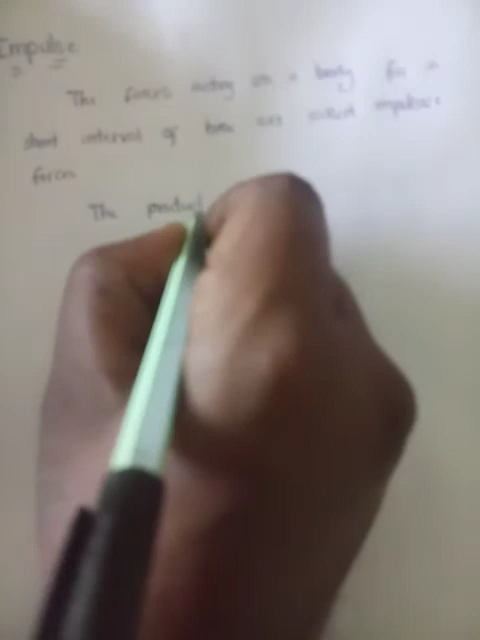 Impulse
The forces acting on a body for a
short interval of time are called impulsive
forces
The product